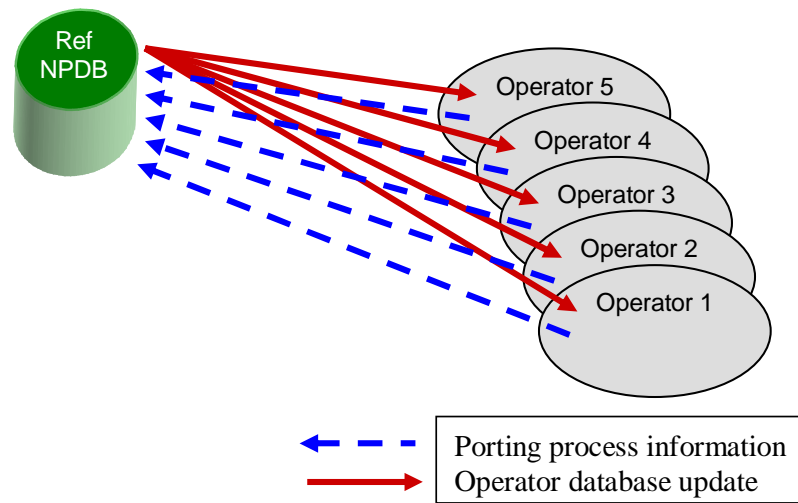 Ref
NPDB
Operator 5
Operator 4
Operator 3
Operator 2
Operator 1
Porting process information
Operator database update